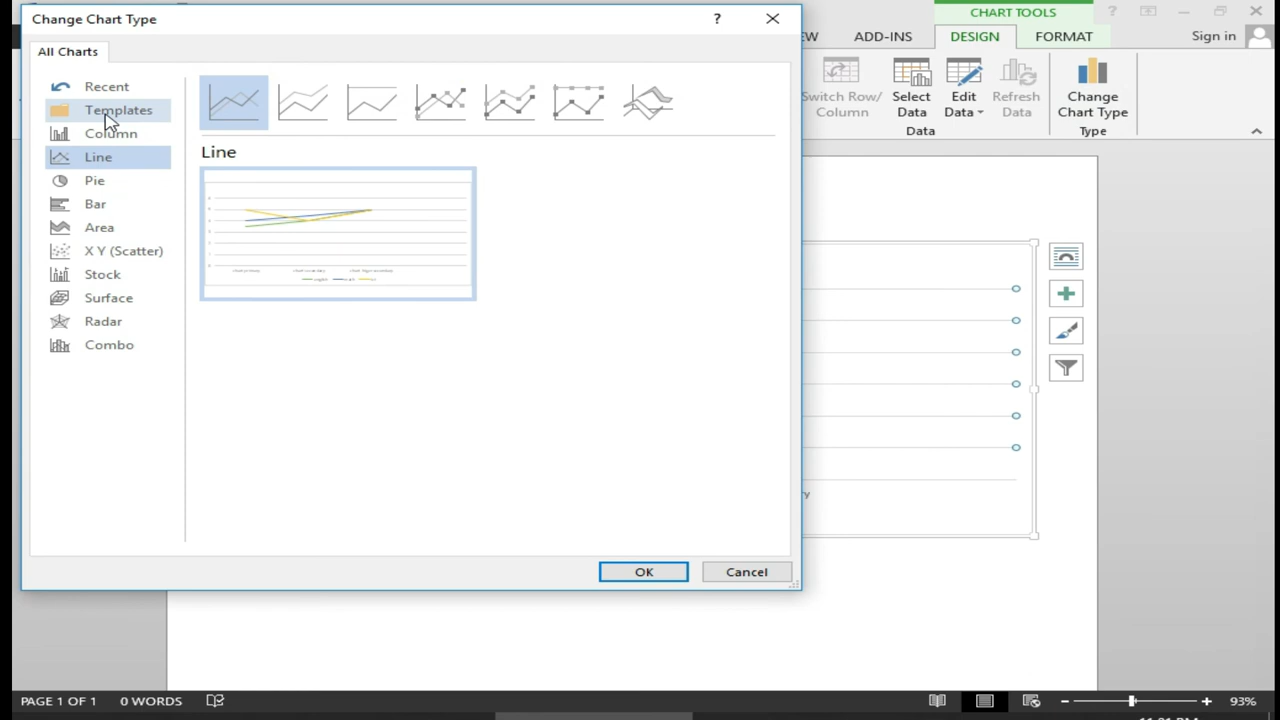 Change Chart Type
?
CHART TOOLS
?
EW
ADD-INS
DESIGN
FORMAT
Sign in
All Charts
Recent
Templates
Column
Line
Pie
Bar
Area
X Y (Scatter)
Stock
Surface
Radar
Combo
Line
OK
Cancel
Switch Row/
Column
Select
Data
Edit
Data
Refresh
Data
Data
Change
Chart Type
Type
ry
PAGE 1 OF 1
0 WORDS
93%